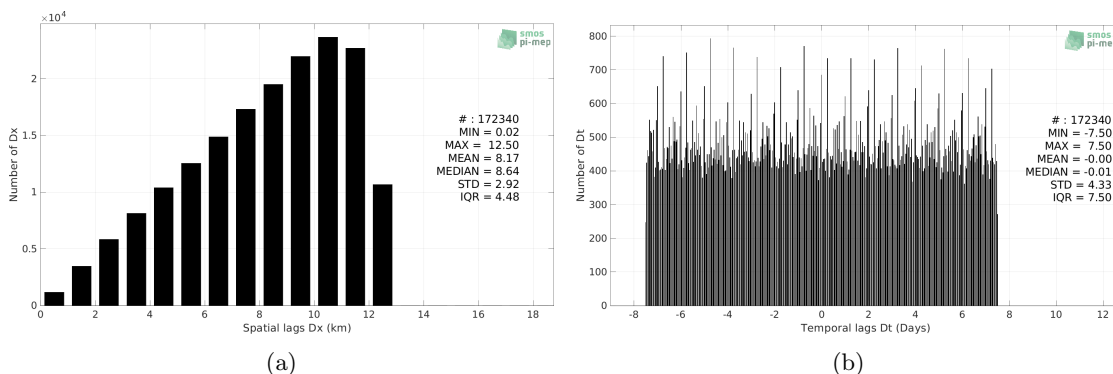 ×10⁴
2
1.5
1
0.5
0
Number of Dx
0 2 4 6 8 10 12 14 16 18
Spatial lags Dx (km)
smos
pi-mep
# : 172340
MIN = 0.02
MAX = 12.50
MEAN = 8.17
MEDIAN = 8.64
STD = 2.92
IQR = 4.48
(a)
800
700
600
500
400
300
200
100
0
Number of Dt
-8 -6 -4 -2 0 2 4 6 8 10 12
Temporal lags Dt (Days)
smos
pi-mep
# : 172340
MIN = -7.50
MAX = 7.50
MEAN = -0.00
MEDIAN = -0.01
STD = 4.33
IQR = 7.50
(b)